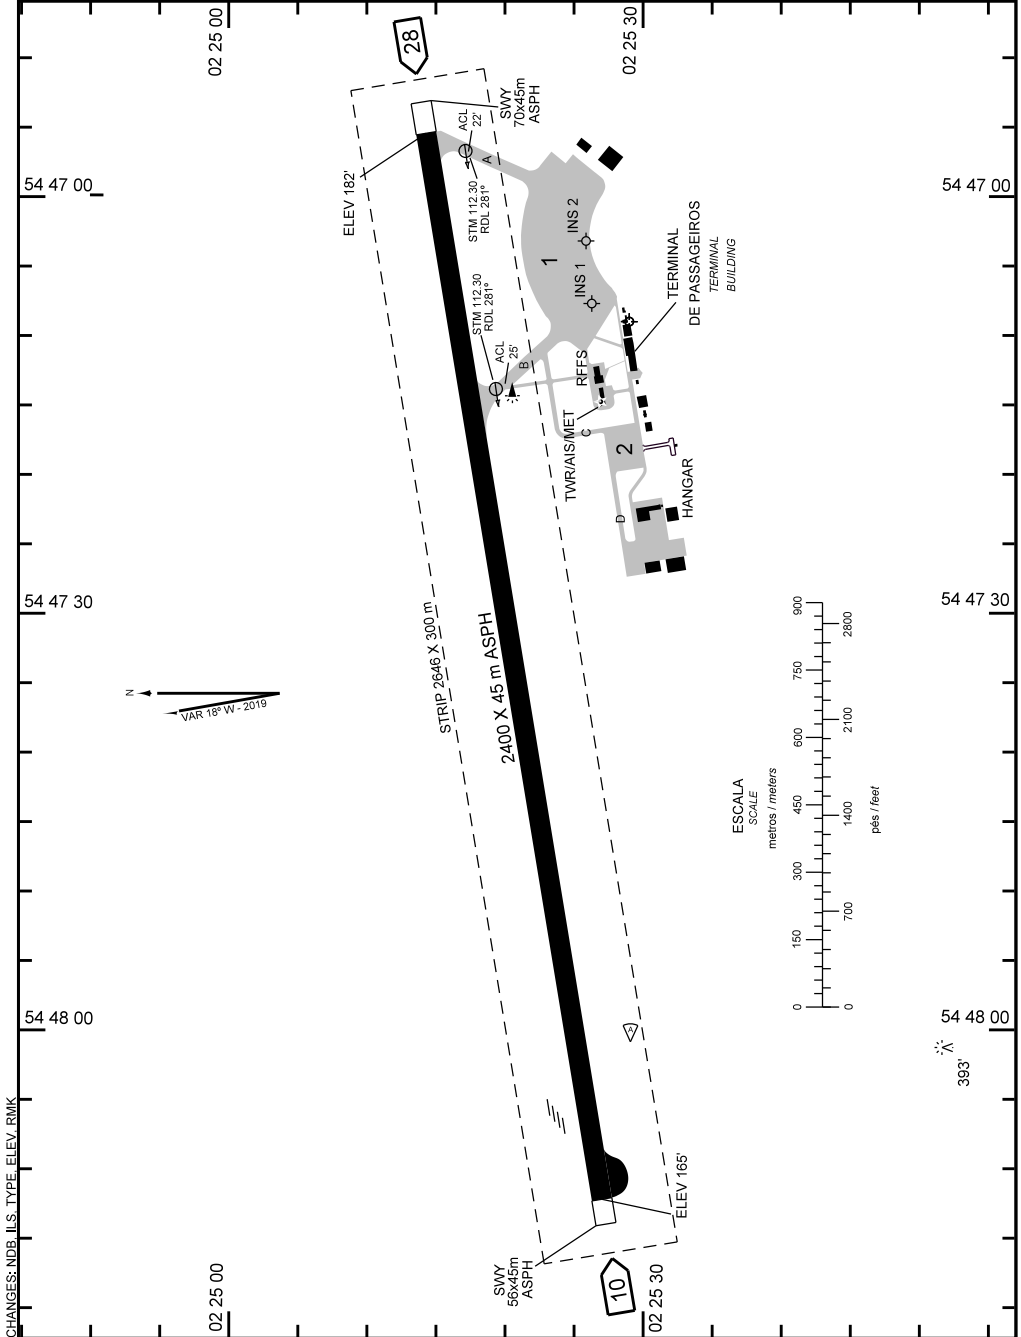 02 25 00
02 25 30
28
SWY
70x45m
ASPH
ACL
22'
A
STM 112.30
RDL 281º
ELEV 182'
54 47 00
54 47 00
INS 2
1
INS 1
TERMINAL
DE PASSAGEIROS
TERMINAL
BUILDING
STM 112.30
RDL 281º
ACL
25'
B
RFFS
TWR/AIS/MET
C
2
HANGAR
D
54 47 30
54 47 30
STRIP 2646 X 300 m
2400 X 45 m ASPH
N
VAR 18º W - 2019
ESCALA
SCALE
metros / meters
0 150 300 450 600 750 900
0 700 1400 2100 2800
pés / feet
54 48 00
54 48 00
393'
ELEV 165'
SWY
56x45m
ASPH
10
02 25 00
02 25 30
CHANGES: NDB, ILS, TYPE, ELEV, RMK